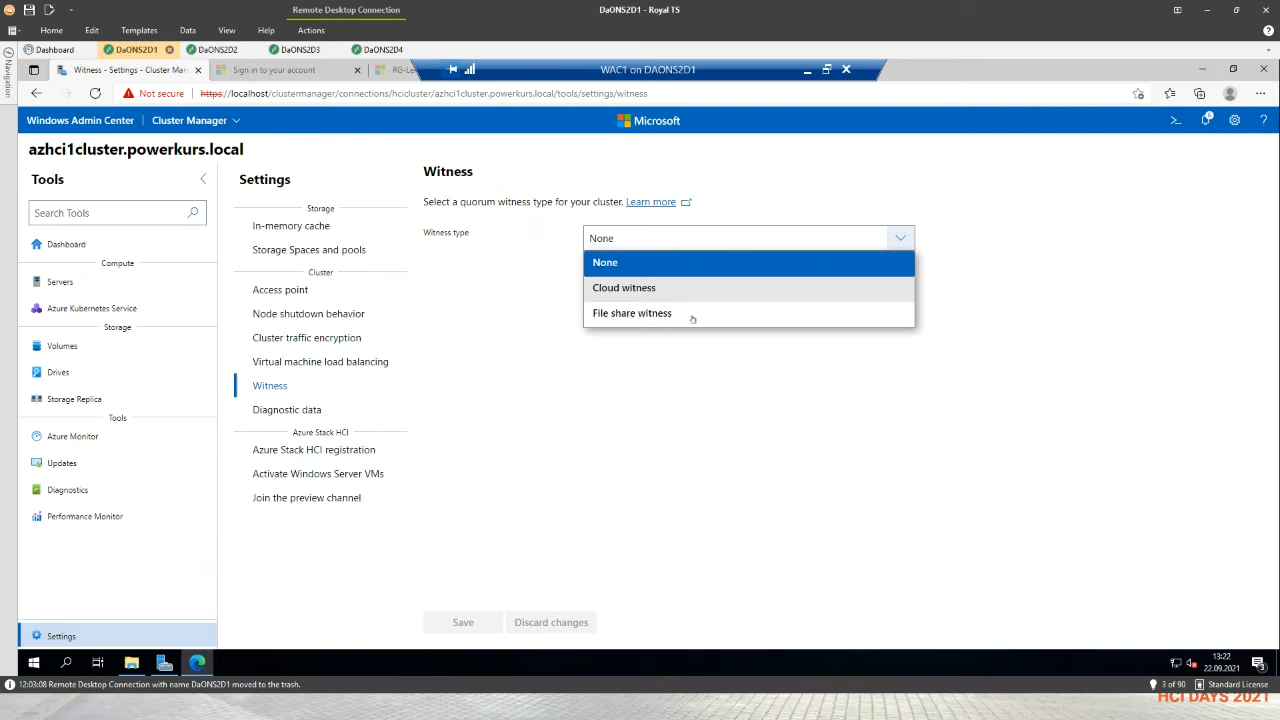 Remote Desktop Connection
DaONS2D1 - Royal TS
Home
Edit
Templates
Data
View
Help
Actions
Dashboard
DaONS2D1
DaONS2D2
DaONS2D3
DaONS2D4
Navigation
Witness - Settings - Cluster Man
Sign in to your account
RG-Le
WAC1 on DAONS2D1
Not secure
https://localhost/clustermanager/connections/hcicluster/azhci1cluster.powerkurs.local/tools/settings/witness
Windows Admin Center
Cluster Manager
Microsoft
azhci1cluster.powerkurs.local
Tools
Search Tools
Dashboard
Compute
Servers
Azure Kubernetes Service
Storage
Volumes
Drives
Storage Replica
Tools
Azure Monitor
Updates
Diagnostics
Performance Monitor
Settings
Settings
Storage
In-memory cache
Storage Spaces and pools
Cluster
Access point
Node shutdown behavior
Cluster traffic encryption
Virtual machine load balancing
Witness
Diagnostic data
Azure Stack HCI
Azure Stack HCI registration
Activate Windows Server VMs
Join the preview channel
Witness
Select a quorum witness type for your cluster. Learn more
Witness type
None
None
Cloud witness
File share witness
Save
Discard changes
13:22
22.09.2021
12:03:08 Remote Desktop Connection with name DaONS2D1 moved to the trash.
3 of 90
Standard License
HCI DAYS 2021